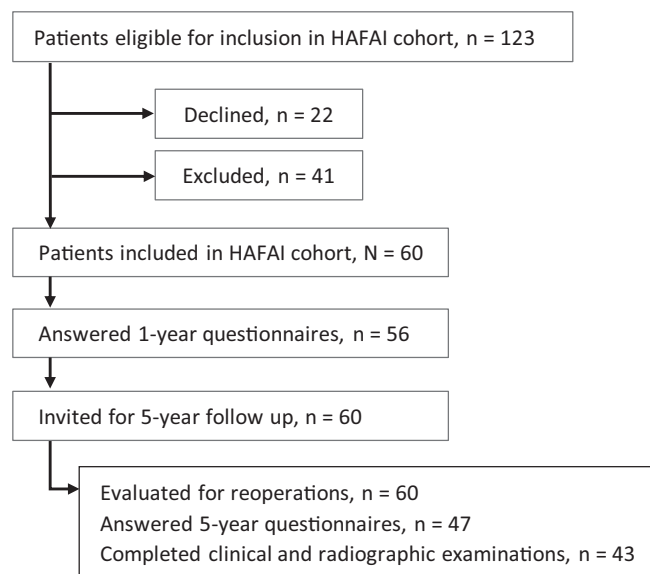 Patients eligible for inclusion in HAFAI cohort, n = 123
Declined, n = 22
Excluded, n = 41
Patients included in HAFAI cohort, N = 60
Answered 1-year questionnaires, n = 56
Invited for 5-year follow up, n = 60
Evaluated for reoperations, n = 60
Answered 5-year questionnaires, n = 47
Completed clinical and radiographic examinations, n = 43